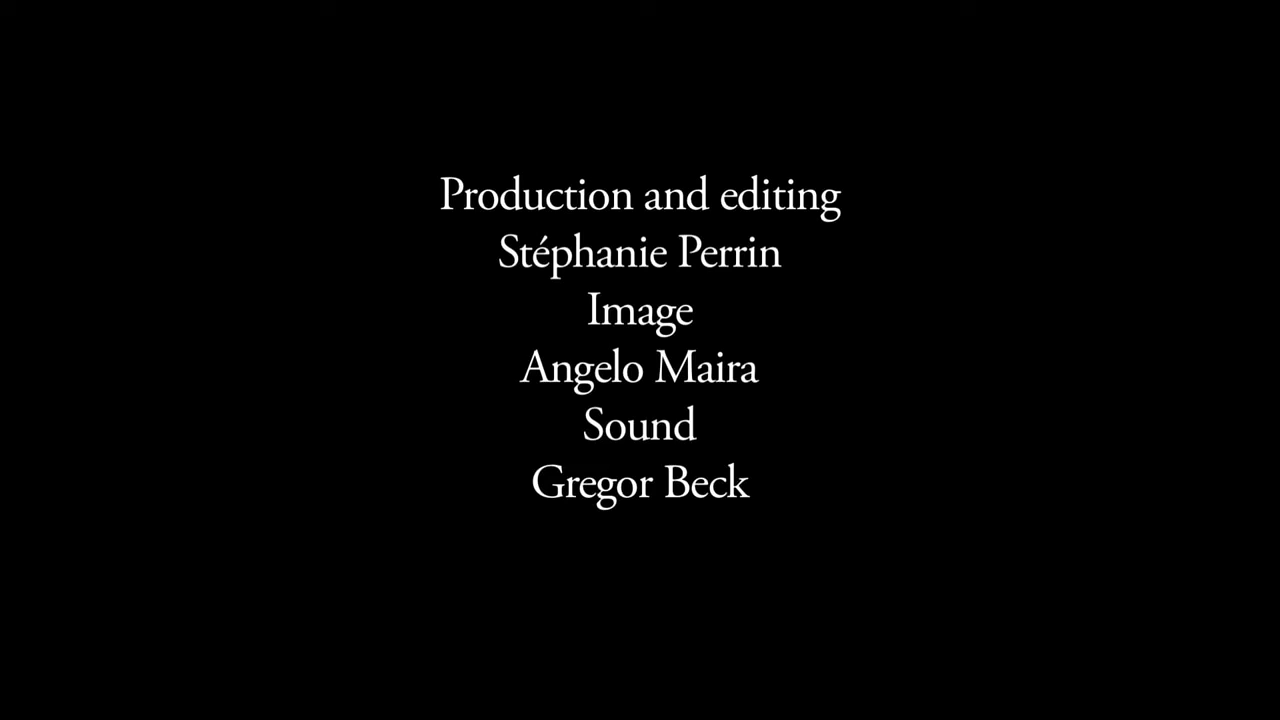 Production and editing
Stéphanie Perrin
Image
Angelo Maira
Sound
Gregor Beck